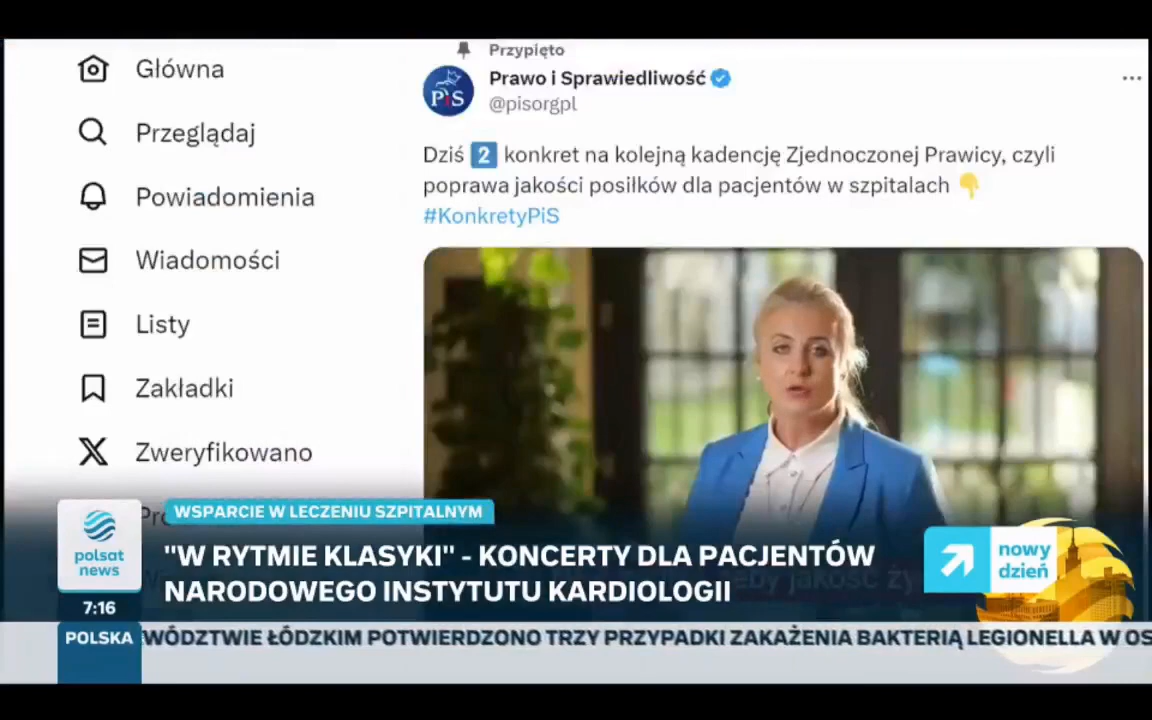 Główna
Przeglądaj
Powiadomienia
Wiadomości
Listy
Zakładki
Zweryfikowano
Przypięto
Prawo i Sprawiedliwość
@pisorgpl
PiS
Dziś 2 konkret na kolejną kadencję Zjednoczonej Prawicy, czyli
poprawa jakości posiłków dla pacjentów w szpitalach
#KonkretyPiS
WSPARCIE W LECZENIU SZPITALNYM
"W RYTMIE KLASYKI" - KONCERTY DLA PACJENTÓW
NARODOWEGO INSTYTUTU KARDIOLOGII
polsat
news
7:16
nowy
dzień
POLSKA
WÓDZTWIE ŁÓDZKIM POTWIERDZONO TRZY PRZYPADKI ZAKAŻENIA BAKTERIĄ LEGIONELLA W OS